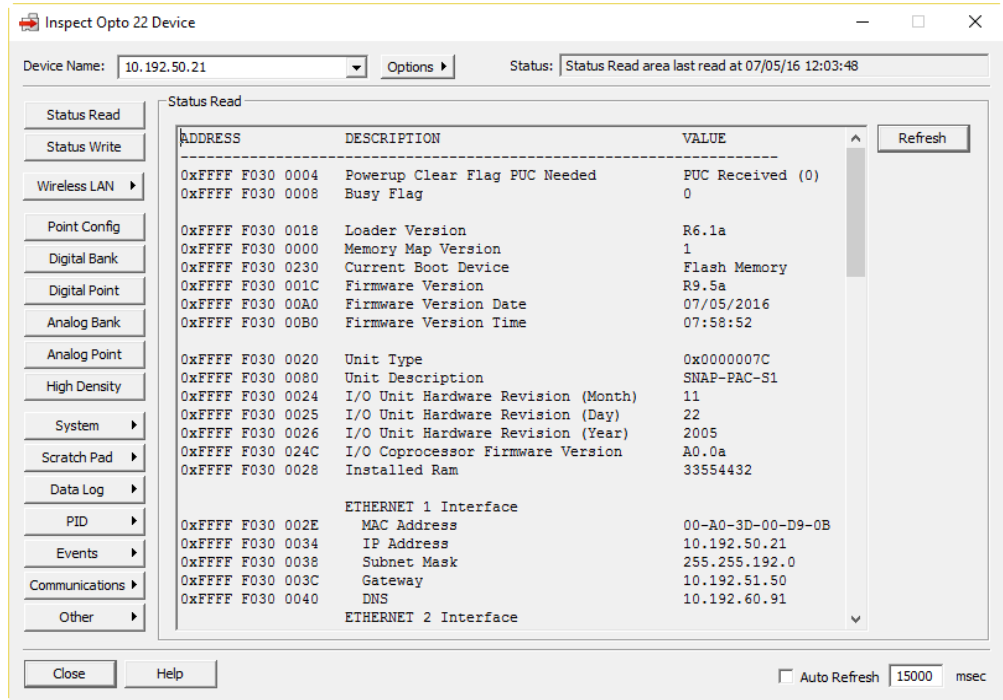 Inspect Opto 22 Device
Device Name: 10.192.50.21 Options Status: Status Read area last read at 07/05/16 12:03:48
Status Read
Status Write
Wireless LAN
Point Config
Digital Bank
Digital Point
Analog Bank
Analog Point
High Density
System
Scratch Pad
Data Log
PID
Events
Communications
Other
Status Read
ADDRESS DESCRIPTION VALUE
--------------------------------------------------------------------------
0xFFFF F030 0004 Powerup Clear Flag PUC Needed PUC Received (0)
0xFFFF F030 0008 Busy Flag 0
0xFFFF F030 0018 Loader Version R6.1a
0xFFFF F030 0000 Memory Map Version 1
0xFFFF F030 0230 Current Boot Device Flash Memory
0xFFFF F030 001C Firmware Version R9.5a
0xFFFF F030 00A0 Firmware Version Date 07/05/2016
0xFFFF F030 00B0 Firmware Version Time 07:58:52
0xFFFF F030 0020 Unit Type 0x0000007C
0xFFFF F030 0080 Unit Description SNAP-PAC-S1
0xFFFF F030 0024 I/O Unit Hardware Revision (Month) 11
0xFFFF F030 0025 I/O Unit Hardware Revision (Day) 22
0xFFFF F030 0026 I/O Unit Hardware Revision (Year) 2005
0xFFFF F030 024C I/O Coprocessor Firmware Version A0.0a
0xFFFF F030 0028 Installed Ram 33554432
ETHERNET 1 Interface
0xFFFF F030 002E MAC Address 00-A0-3D-00-D9-0B
0xFFFF F030 0034 IP Address 10.192.50.21
0xFFFF F030 0038 Subnet Mask 255.255.192.0
0xFFFF F030 003C Gateway 10.192.51.50
0xFFFF F030 0040 DNS 10.192.60.91
ETHERNET 2 Interface
Refresh
Close Help Auto Refresh 15000 msec